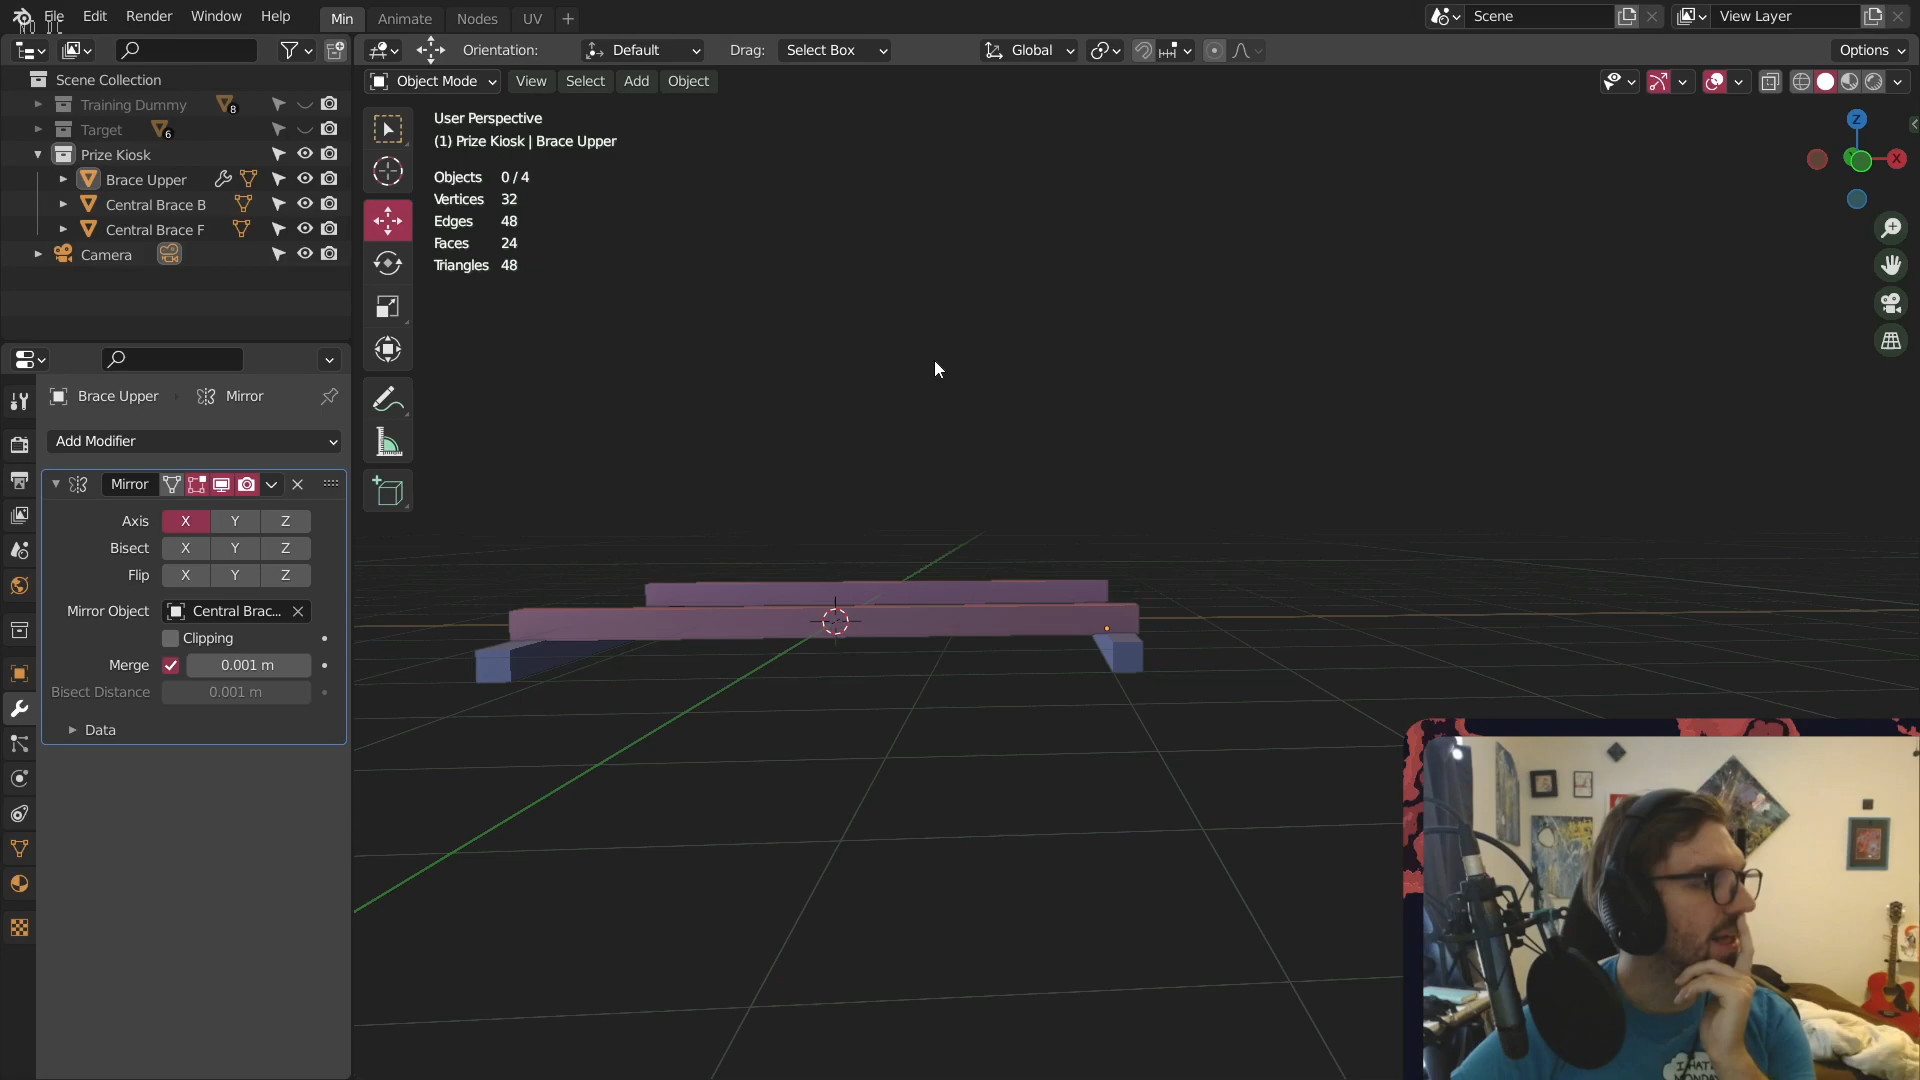 File Edit Render Window Help Min Animate Nodes UV Scene View Layer
Orientation: Default Drag: Select Box Global Options
Object Mode View Select Add Object
Scene Collection
Training Dummy 8
Target 6
Prize Kiosk
Brace Upper
Central Brace B
Central Brace F
Camera
User Perspective
(1) Prize Kiosk | Brace Upper
Objects 0 / 4
Vertices 32
Edges 48
Faces 24
Triangles 48
Z
X
Brace Upper Mirror
Add Modifier
Mirror
Axis X Y Z
Bisect X Y Z
Flip X Y Z
Mirror Object Central Brac...
Clipping
Merge 0.001 m
Bisect Distance 0.001 m
Data
I HATE